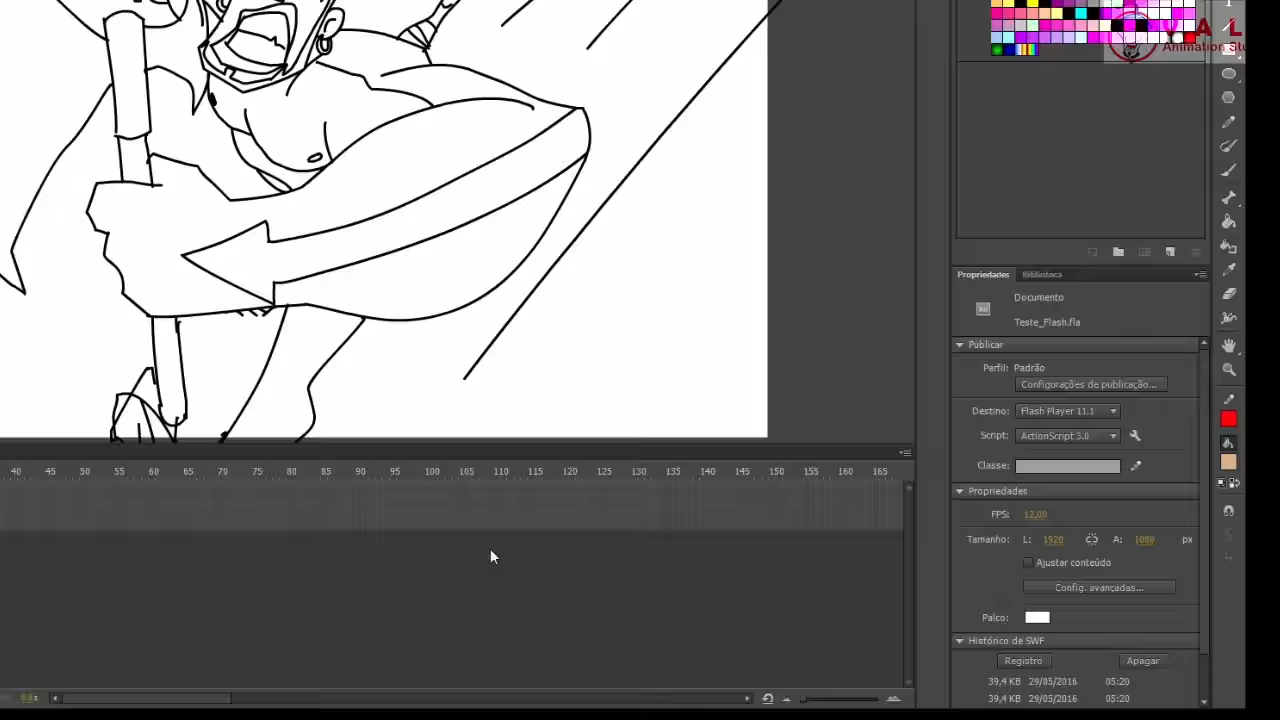 V A L
Animation Stu
Propriedades Biblioteca
An
Documento
Teste_Flash.fla
Publicar
Perfil: Padrão
Configurações de publicação...
Destino: Flash Player 11.1
Script: ActionScript 3.0
Classe:
40 45 50 55 60 65 70 75 80 85 90 95 100 105 110 115 120 125 130 135 140 145 150 155 160 165
Propriedades
FPS: 12,00
Tamanho: L: 1920 A: 1080 px
Ajustar conteúdo
Config. avançadas...
Palco:
Histórico de SWF
Registro Apagar
39,4 KB 29/05/2016 05:20
39,4 KB 29/05/2016 05:20